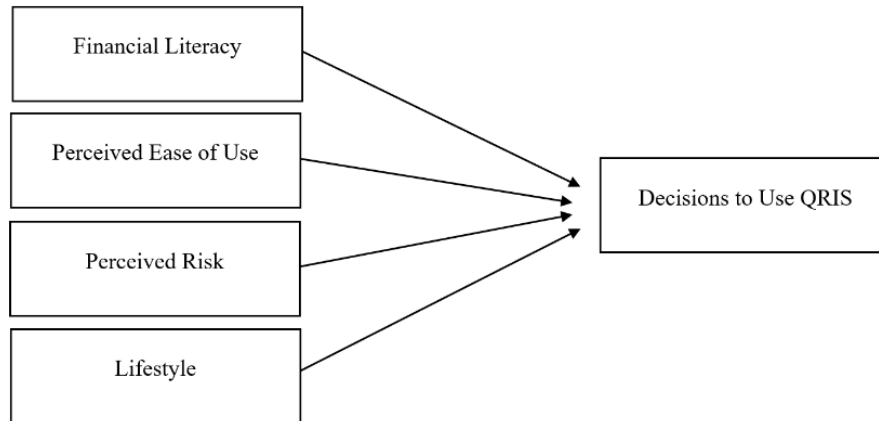 Financial Literacy
Perceived Ease of Use
Decisions to Use QRIS
Perceived Risk
Lifestyle